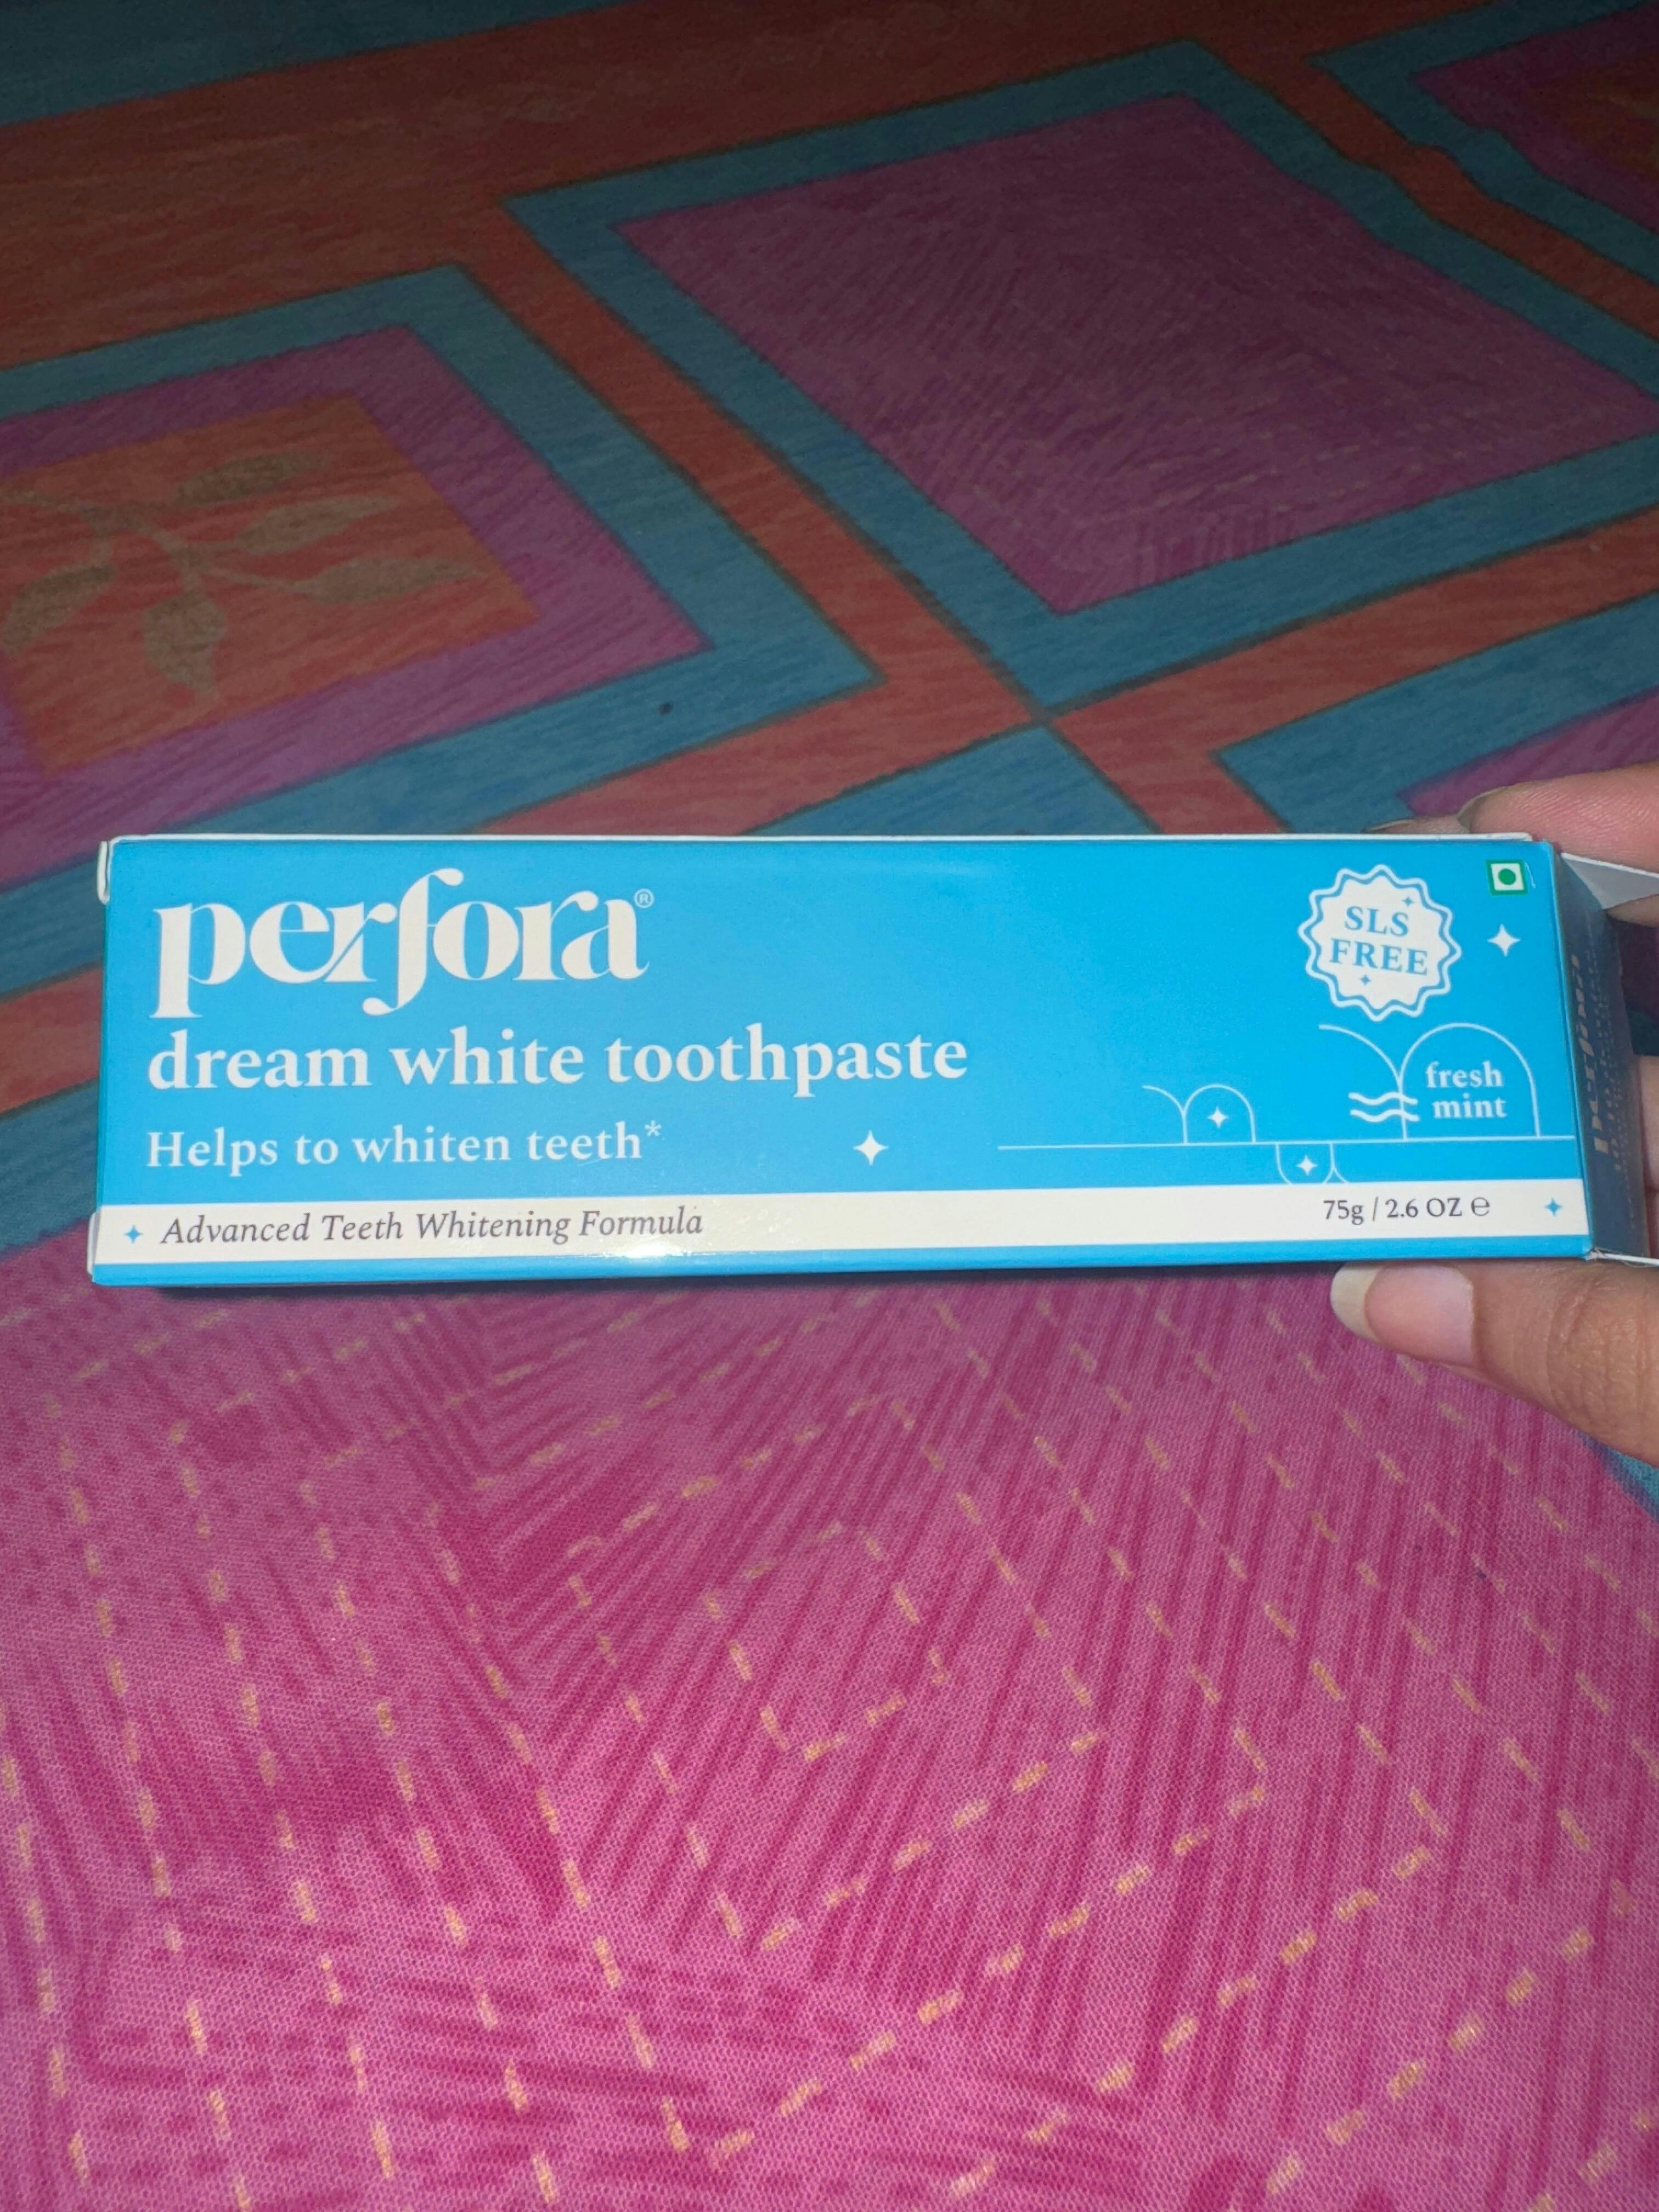 perfora®
dream white toothpaste
Helps to whiten teeth*
Advanced Teeth Whitening Formula
SLS
FREE
fresh
mint
75g / 2.6 OZ ℮